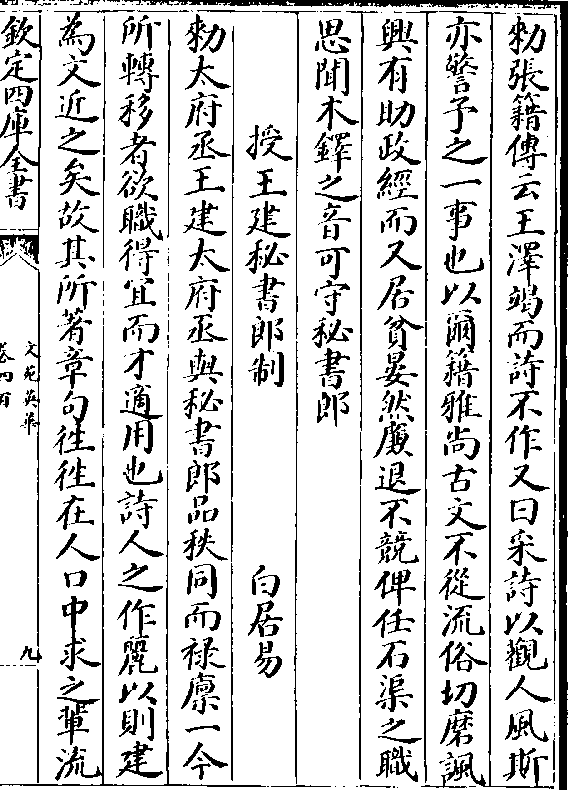 勑張籍傳云王澤竭而詩不作又曰采詩以觀人風斯
亦警予之一事也以爾籍雅尚古文不從流俗切磨諷
興有助政經而又居貧晏然廉退不競俾任石渠之職
思聞木鐸之音可守秘書郎
授王建秘書郎制 白居易
勑太府丞王建太府丞與秘書郎品秩同而祿廩一今
所轉移者欲職得宜而才適用也詩人之作麗以則建
為文近之矣故其所著章句徃徃在人口中求之輩流
欽定四庫全書
文苑英華
卷四百
九